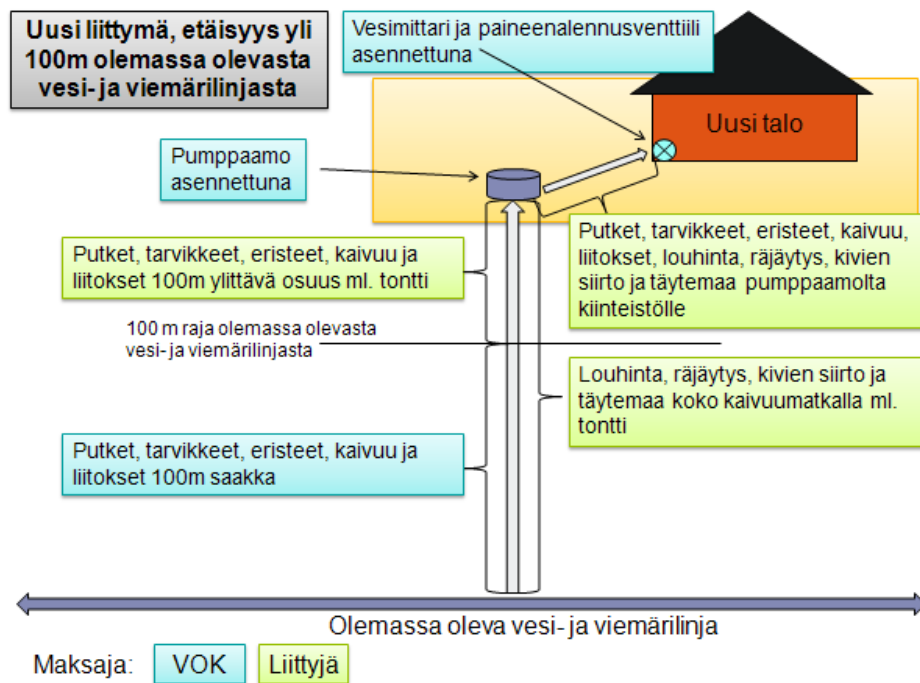 Uusi liittymä, etäisyys yli
100m olemassa olevasta
vesi- ja viemärilinjasta
Vesimittari ja paineenalennusventtiili
asennettuna
Uusi talo
Pumppaamo
asennettuna
Putket, tarvikkeet, eristeet, kaivuu ja
liitokset 100m ylittävä osuus ml. tontti
Putket, tarvikkeet, eristeet, kaivuu,
liitokset, louhinta, räjäytys, kivien
siirto ja täytemaa pumppaamolta
kiinteistölle
100 m raja olemassa olevasta
vesi- ja viemärilinjasta
Louhinta, räjäytys, kivien siirto ja
täytemaa koko kaivuumatkalla ml.
tontti
Putket, tarvikkeet, eristeet, kaivuu ja
liitokset 100m saakka
Olemassa oleva vesi- ja viemärilinja
Maksaja: VOK Liittyjä